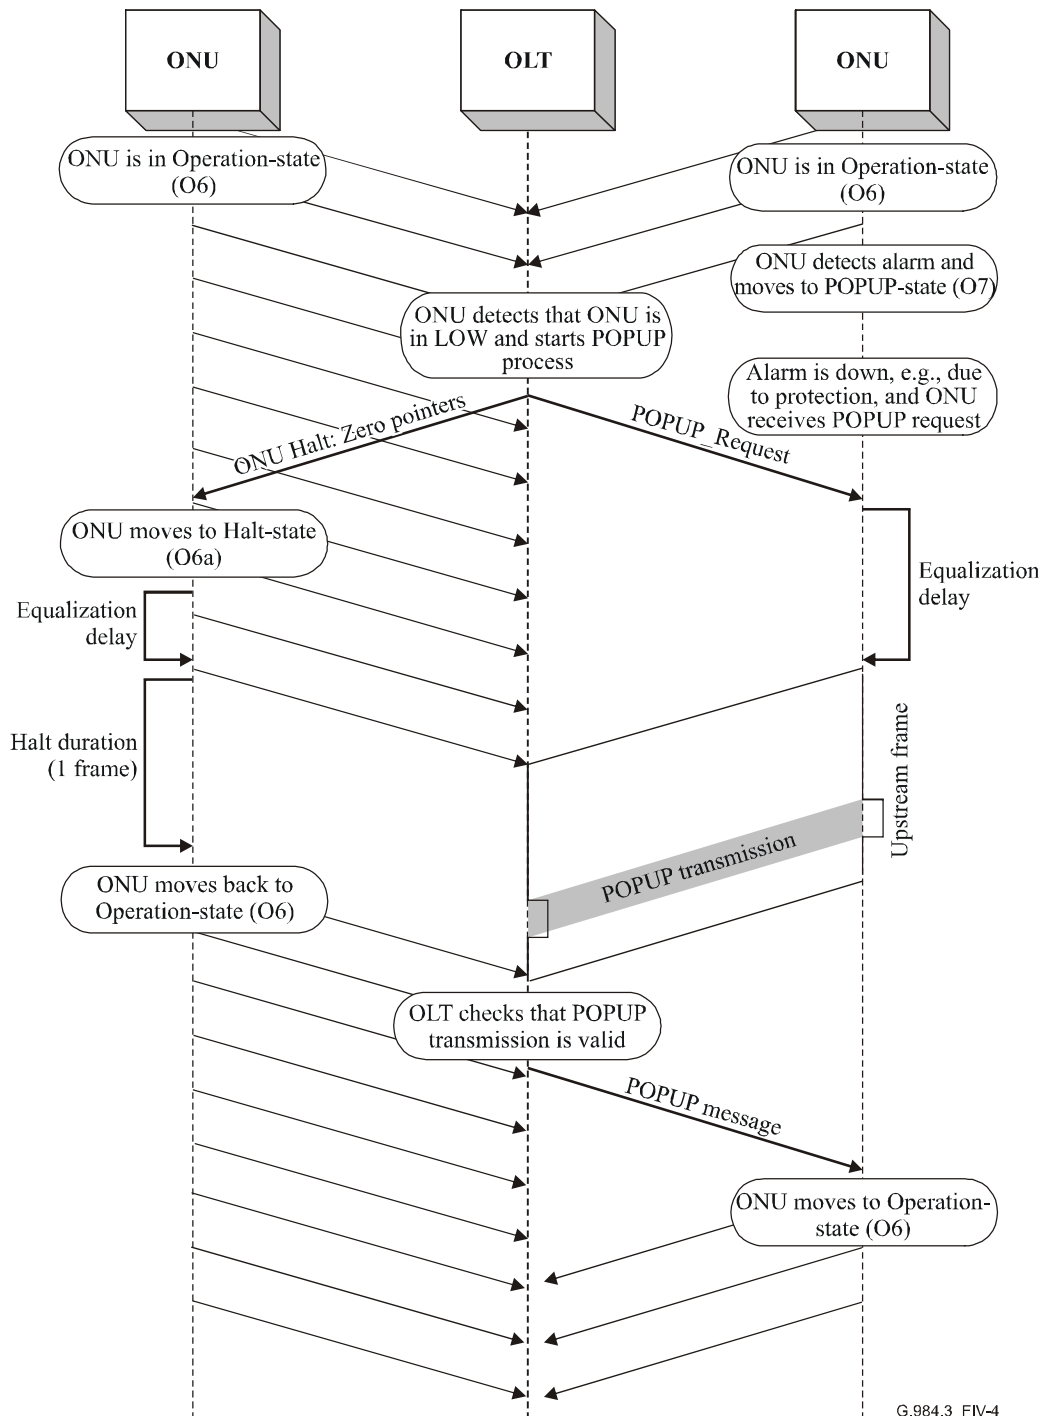 ONU
OLT
ONU
ONU is in Operation-state
(O6)
ONU is in Operation-state
(O6)
ONU detects alarm and
moves to POPUP-state (O7)
ONU detects that ONU is
in LOW and starts POPUP
process
Alarm is down, e.g., due
to protection, and ONU
receives POPUP request
ONU Halt: Zero pointers
POPUP_Request
ONU moves to Halt-state
(O6a)
Equalization
delay
Equalization
delay
Halt duration
(1 frame)
Upstream frame
POPUP transmission
ONU moves back to
Operation-state (O6)
OLT checks that POPUP
transmission is valid
POPUP message
ONU moves to Operation-
state (O6)
G.984.3_FIV-4